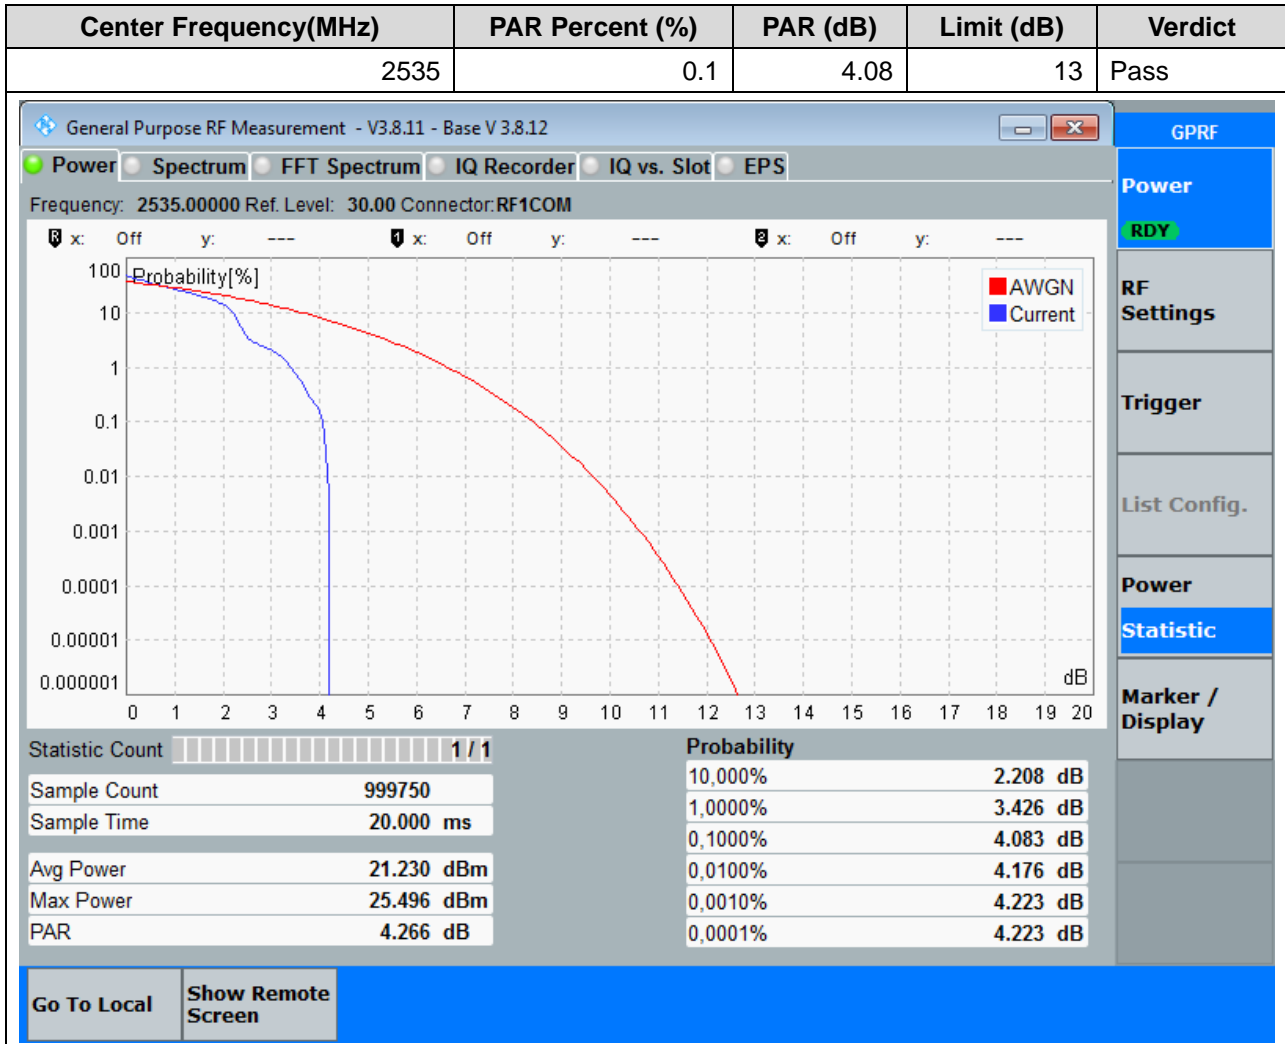 Center Frequency(MHz) PAR Percent (%) PAR (dB) Limit (dB) Verdict
2535 0.1 4.08 13 Pass
General Purpose RF Measurement - V3.8.11 - Base V 3.8.12
GPRF
Power Spectrum FFT Spectrum IQ Recorder IQ vs. Slot EPS
Frequency: 2535.00000 Ref. Level: 30.00 Connector:RF1COM
R x: Off y: --- 1 x: Off y: --- 2 x: Off y: ---
Probability[%]
AWGN
Current
100
10
1
0.1
0.01
0.001
0.0001
0.00001
0.000001
dB
0 1 2 3 4 5 6 7 8 9 10 11 12 13 14 15 16 17 18 19 20
Statistic Count 1 / 1
Sample Count 999750
Sample Time 20.000 ms
Avg Power 21.230 dBm
Max Power 25.496 dBm
PAR 4.266 dB
Probability
10,000% 2.208 dB
1,0000% 3.426 dB
0,1000% 4.083 dB
0,0100% 4.176 dB
0,0010% 4.223 dB
0,0001% 4.223 dB
Power
RDY
RF
Settings
Trigger
List Config.
Power
Statistic
Marker /
Display
Go To Local
Show Remote
Screen